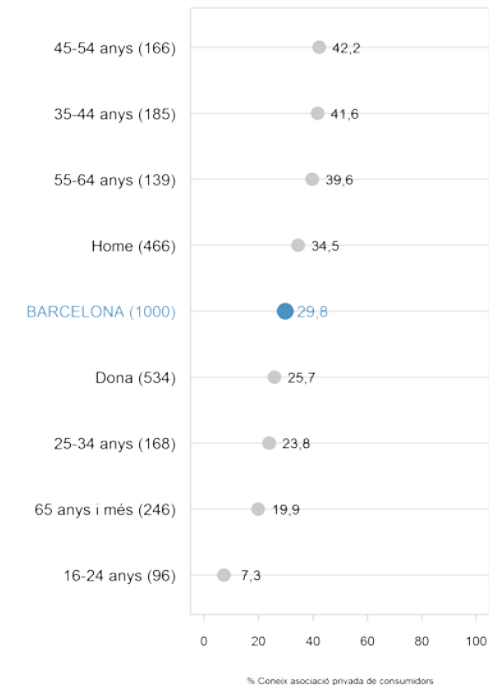 45-54 anys (166) 42,2
35-44 anys (185) 41,6
55-64 anys (139) 39,6
Home (466) 34,5
BARCELONA (1000) 29,8
Dona (534) 25,7
25-34 anys (168) 23,8
65 anys i més (246) 19,9
16-24 anys (96) 7,3
0 20 40 60 80 100
% Coneix asociació privada de consumidors